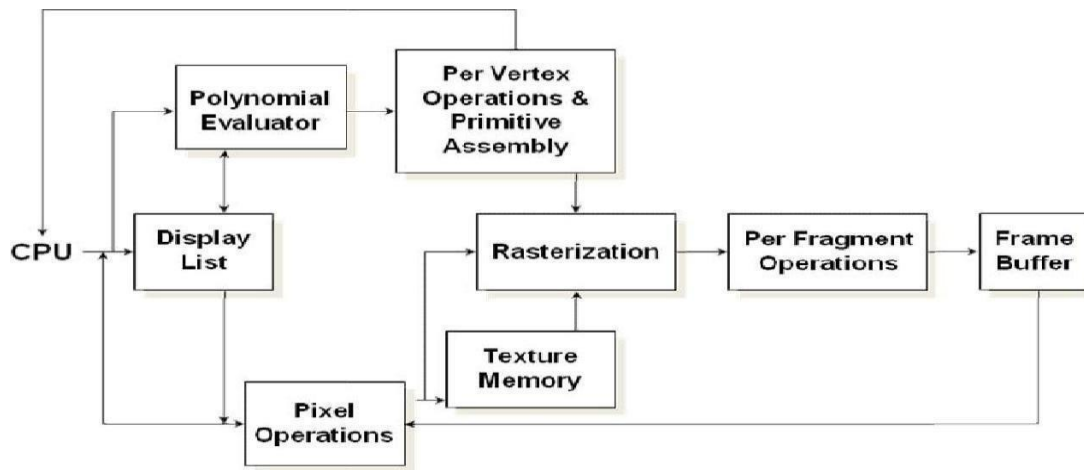 Polynomial
Evaluator
Per Vertex
Operations &
Primitive
Assembly
CPU
Display
List
Rasterization
Per Fragment
Operations
Frame
Buffer
Texture
Memory
Pixel
Operations